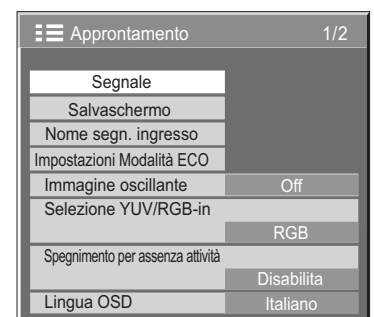 Approntamento 1/2
Segnale
Salvaschermo
Nome segn. ingresso
Impostazioni Modalità ECO
Immagine oscillante Off
Selezione YUV/RGB-in
RGB
Spegnimento per assenza attività
Disabilita
Lingua OSD Italiano